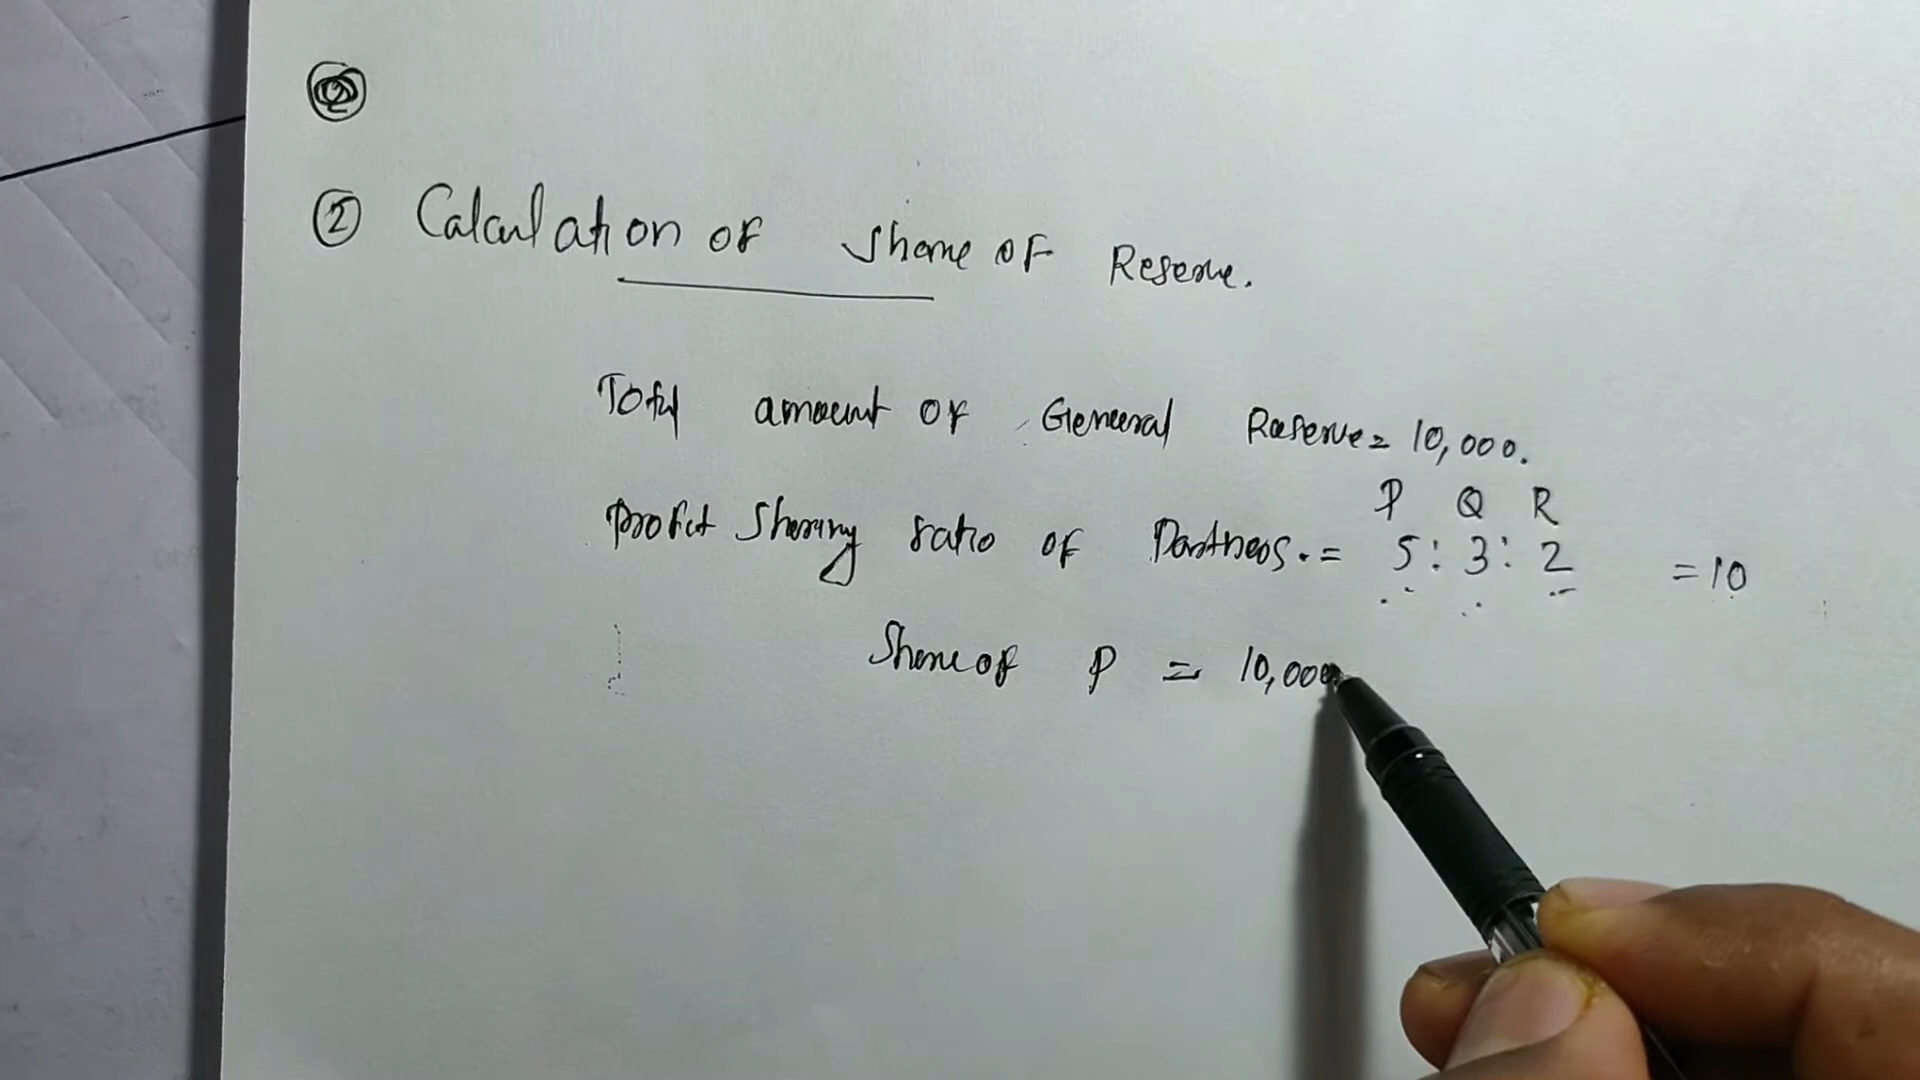 ②
② Calculation of share of Reserve.
Total amount of General Reserve = 10,000.
P Q R
Profit Sharing ratio of Partners. = 5 : 3 : 2 = 10
Share of P = 10,000